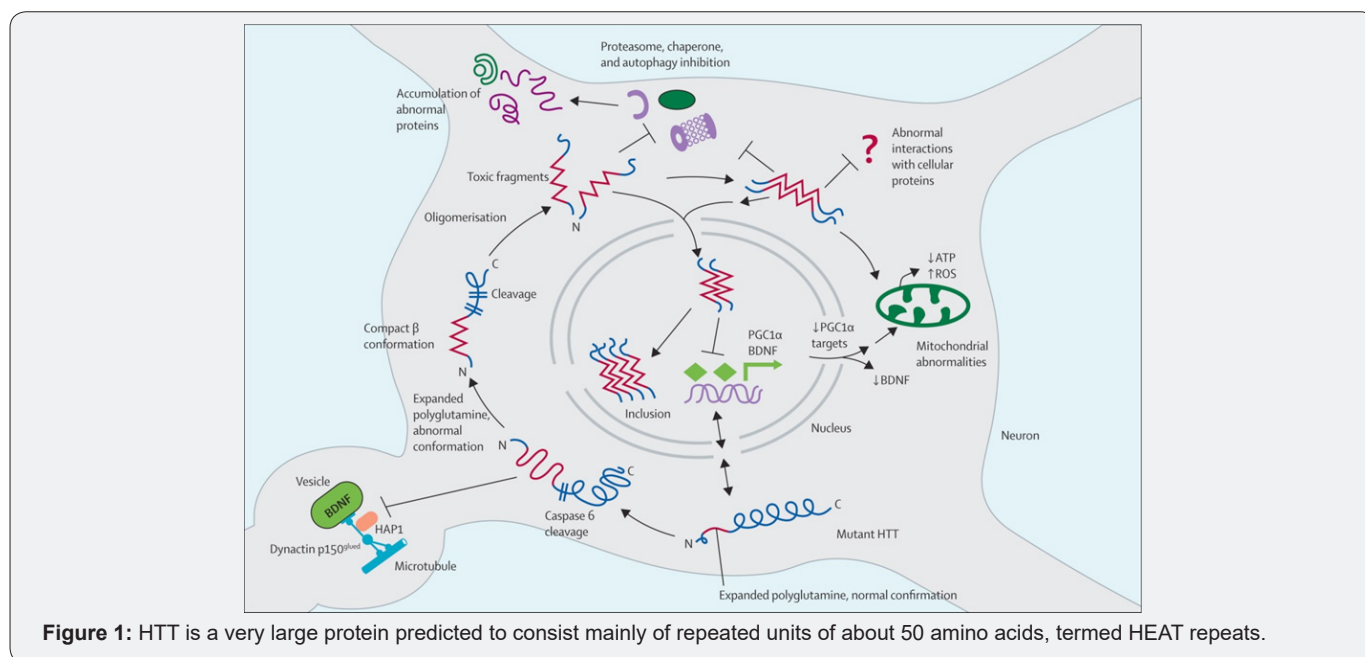 Proteasome, chaperone,
and autophagy inhibition
Accumulation of
abnormal
proteins
Abnormal
interactions
with cellular
proteins
?
Toxic fragments
Oligomerisation
N
C
Cleavage
↓ATP
↑ROS
Compact β
conformation
N
PGC1α
BDNF
↓PGC1α
targets
Mitochondrial
abnormalities
↓BDNF
Inclusion
Nucleus
Neuron
Expanded
polyglutamine,
abnormal
conformation
N
C
Vesicle
BDNF
HAP1
Dynactin p150glued
Microtubule
Caspase 6
cleavage
C
N
Mutant HTT
Expanded polyglutamine, normal confirmation
Figure 1: HTT is a very large protein predicted to consist mainly of repeated units of about 50 amino acids, termed HEAT repeats.